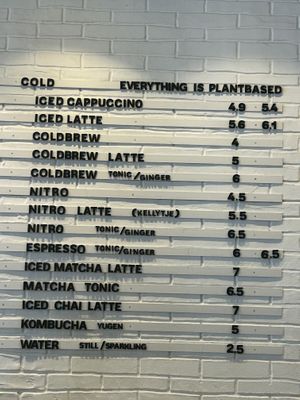 COLD EVERYTHING IS PLANTBASED
ICED CAPPUCCINO 4.9 5.4
ICED LATTE 5.6 6.1
COLDBREW 4
COLDBREW LATTE 5
COLDBREW TONIC/GINGER 6
NITRO 4.5
NITRO LATTE (KELLYTJE) 5.5
NITRO TONIC/GINGER 6.5
ESPRESSO TONIC/GINGER 6 6.5
ICED MATCHA LATTE 7
MATCHA TONIC 6.5
ICED CHAI LATTE 7
KOMBUCHA YUGEN 5
WATER STILL/SPARKLING 2.5